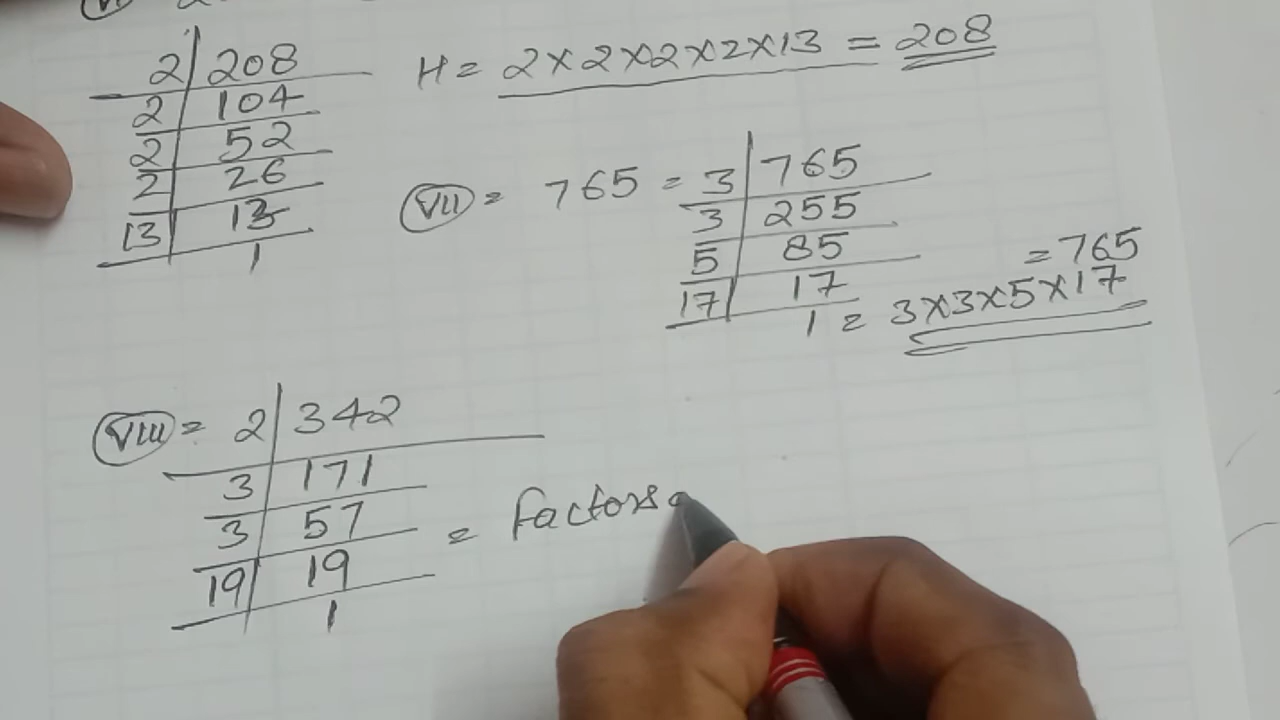 2 | 208
2 | 104
2 | 52
2 | 26
13 | 13
1
H = 2×2×2×2×13 = 208
VII = 765 = 3 | 765
3 | 255
5 | 85
17 | 17
1 = 3×3×5×17
= 765
VIII = 2 | 342
3 | 171
3 | 57
19 | 19
1
= Factors